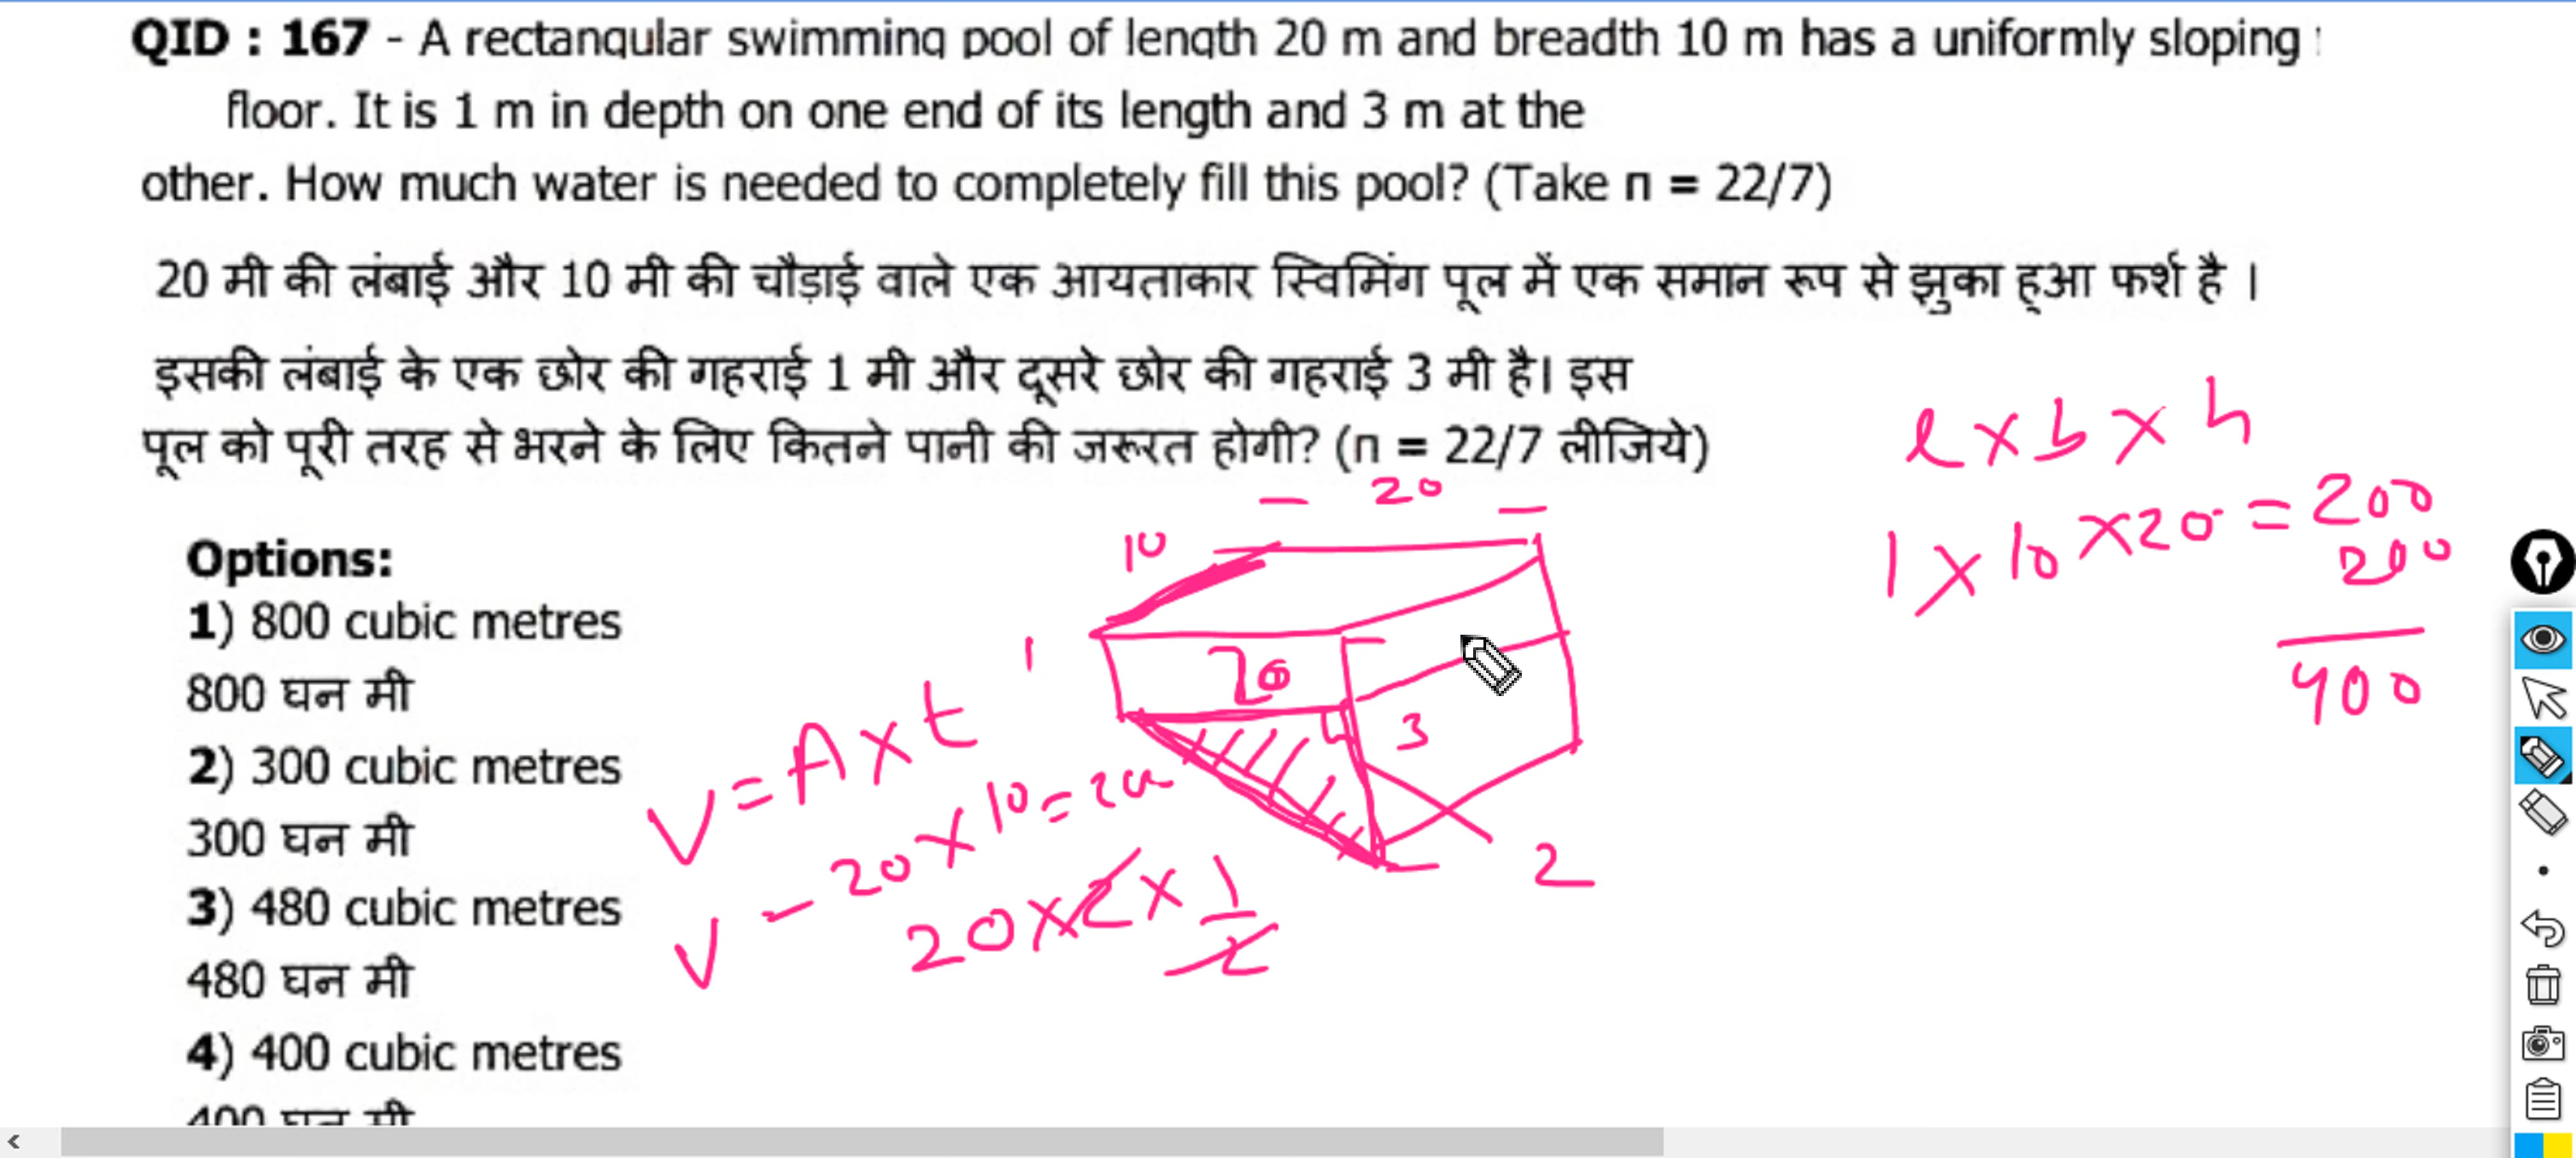 QID : 167 - A rectangular swimming pool of length 20 m and breadth 10 m has a uniformly sloping
floor. It is 1 m in depth on one end of its length and 3 m at the
other. How much water is needed to completely fill this pool? (Take п = 22/7)
20 मी की लंबाई और 10 मी की चौड़ाई वाले एक आयताकार स्विमिंग पूल में एक समान रूप से झुका हुआ फर्श है ।
इसकी लंबाई के एक छोर की गहराई 1 मी और दूसरे छोर की गहराई 3 मी है। इस
पूल को पूरी तरह से भरने के लिए कितने पानी की जरूरत होगी? (п = 22/7 लीजिये)
l × b × h
1 × 10 × 20 = 200
200
400
20
10
1
20
3
2
V = A × t
V - 20 × 10 = 200
20 × 2 × 1/2
Options:
1) 800 cubic metres
800 घन मी
2) 300 cubic metres
300 घन मी
3) 480 cubic metres
480 घन मी
4) 400 cubic metres
400 घन मी